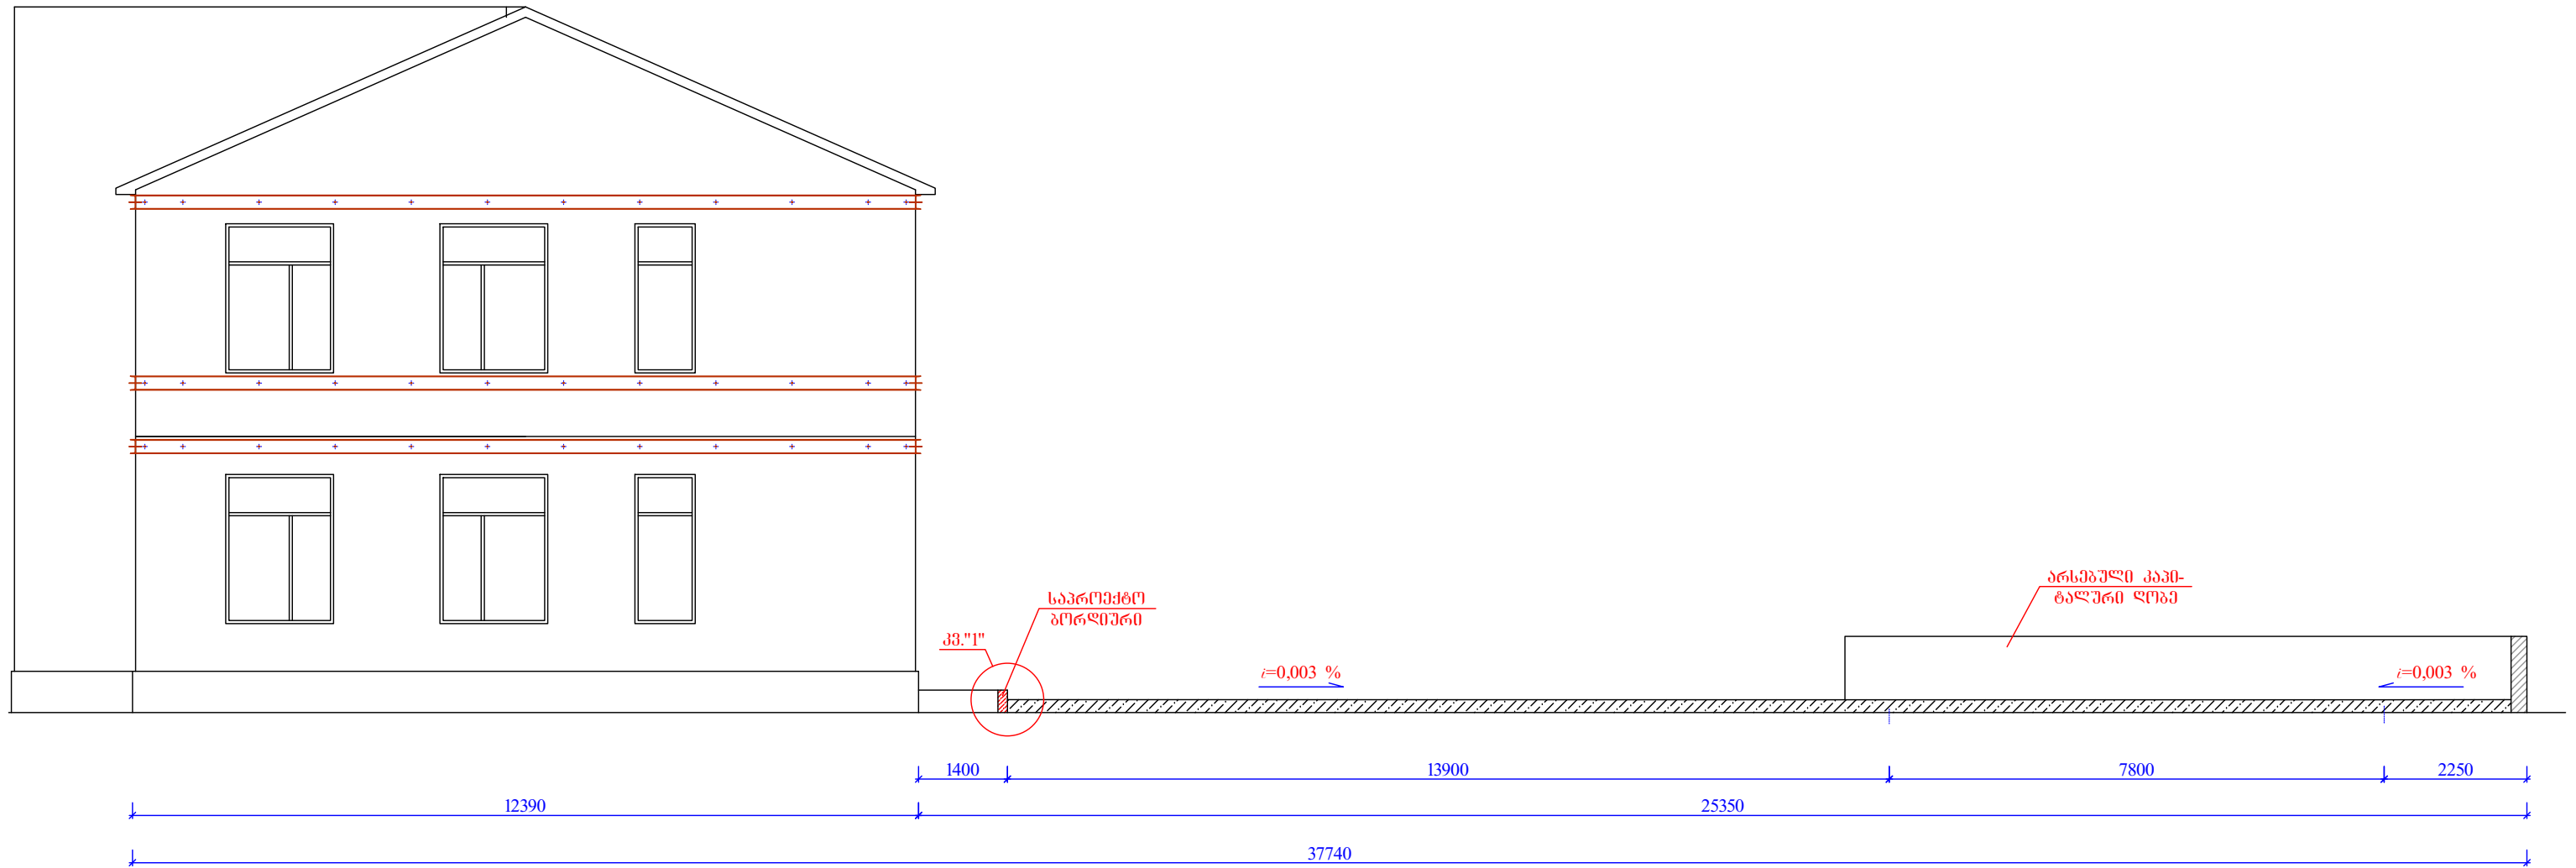 არსებული კაპი-
ტალური ღობე
საპროექტო
ბორდიური
კვ."1"
i=0,003 %
i=0,003 %
1400
13900
7800
2250
12390
25350
37740